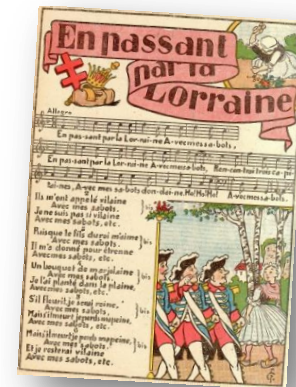 En passant
par la
Lorraine
Allegro
En pas-sant par la Lor-rai-ne A-vec mes sa-bots,
En pas-sant par la Lor-rai-ne A-vec mes sa-bots, Ren-con-trai trois ca-pi-
tai-nes, A-vec mes sa-bots don-dai-ne, Ho! Ho! Ho! A-vec mes sa-bots.
2
Ils m'ont appelé vilaine
Avec mes sabots, bis
Je ne suis pas si vilaine
Avec mes sabots, etc.
Puisque le fils du roi m'aime
Avec mes sabots, bis
Il m'a donné pour étrenne
Avec mes sabots, etc.
Un bouquet de marjolaine
Avec mes sabots, bis
Je l'ai planté dans la plaine,
Avec mes sabots, etc.
S'il fleurit je serai reine,
Avec mes sabots, bis
Mais s'il meurt je perds ma peine,
Avec mes sabots, etc.
Mais s'il meurt je perds ma peine,
Avec mes sabots, bis
Et je resterai vilaine
Avec mes sabots, etc.